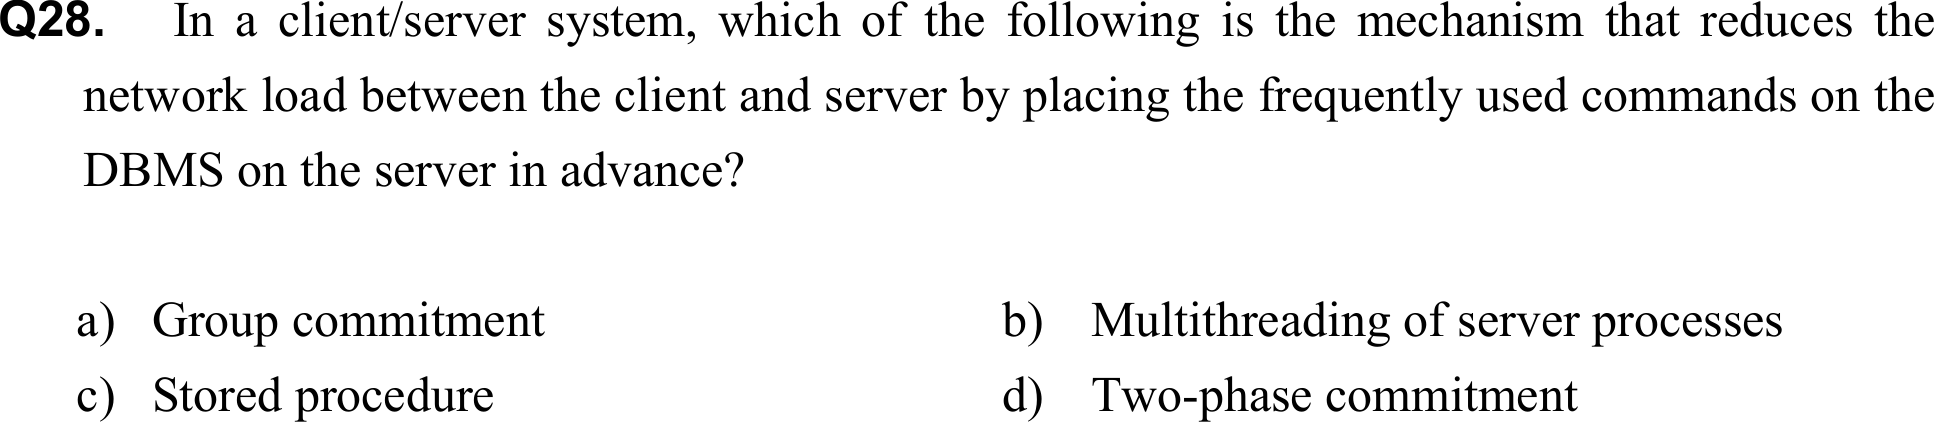 Q28. In a client/server system, which of the following is the mechanism that reduces the
network load between the client and server by placing the frequently used commands on the
DBMS on the server in advance?
a) Group commitment b) Multithreading of server processes
c) Stored procedure d) Two-phase commitment